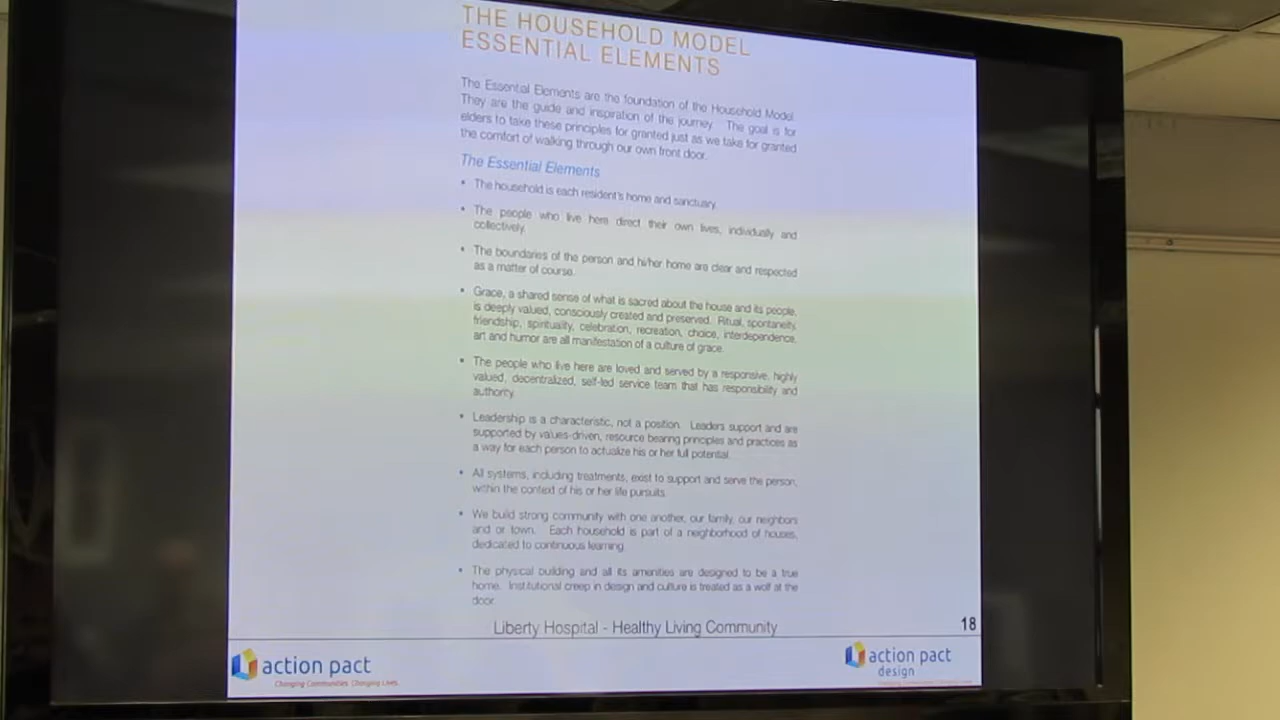 THE HOUSEHOLD MODEL
ESSENTIAL ELEMENTS
The Essential Elements are the foundation of the Household Model.
They are the guide and inspiration of the journey. The goal is for
elders to take these principles for granted just as we take for granted
the comfort of walking through our own front door.
The Essential Elements
• The household is each resident's home and sanctuary.
• The people who live here direct their own lives, individually and
collectively.
• The boundaries of the person and his/her home are clear and respected
as a matter of course.
• Grace, a shared sense of what is sacred about the house and its people,
is deeply valued, consciously created and preserved. Ritual, spontaneity,
friendship, spirituality, celebration, recreation, choice, interdependence,
art and humor are all manifestation of a culture of grace.
• The people who live here are loved and served by a responsive, highly
valued, decentralized, self-led service team that has responsibility and
authority.
• Leadership is a characteristic, not a position. Leaders support and are
supported by values-driven, resource bearing principles and practices as
a way for each person to actualize his or her full potential.
• All systems, including treatments, exist to support and serve the person,
within the context of his or her life pursuits.
• We build strong community with one another, our family, our neighbors
and or town. Each household is part of a neighborhood of houses,
dedicated to continuous learning.
• The physical building and all its amenities are designed to be a true
home. Institutional creep in design and culture is treated as a wolf at the
door.
Liberty Hospital - Healthy Living Community
18
action pact
Changing Communities. Changing Lives.
action pact
design